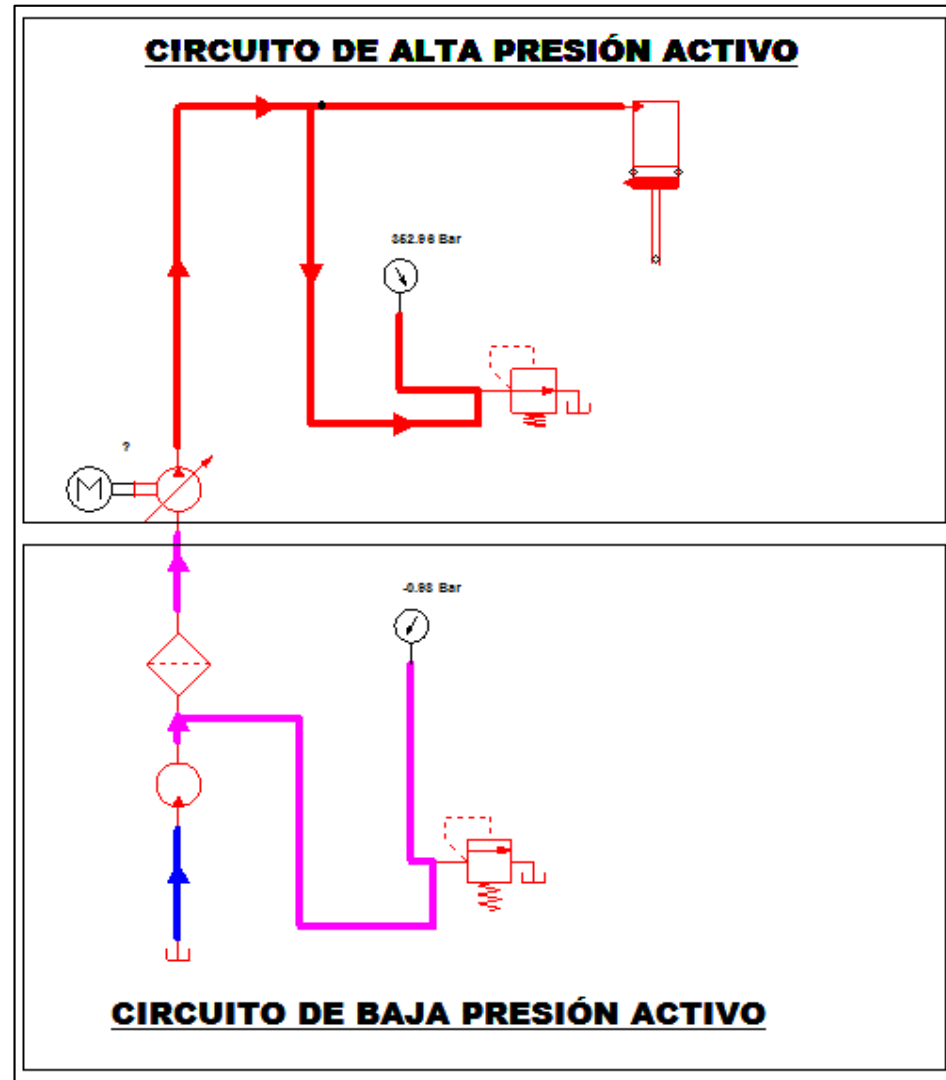 CIRCUITO DE ALTA PRESIÓN ACTIVO
352.96 Bar
?
M
-0.98 Bar
CIRCUITO DE BAJA PRESIÓN ACTIVO